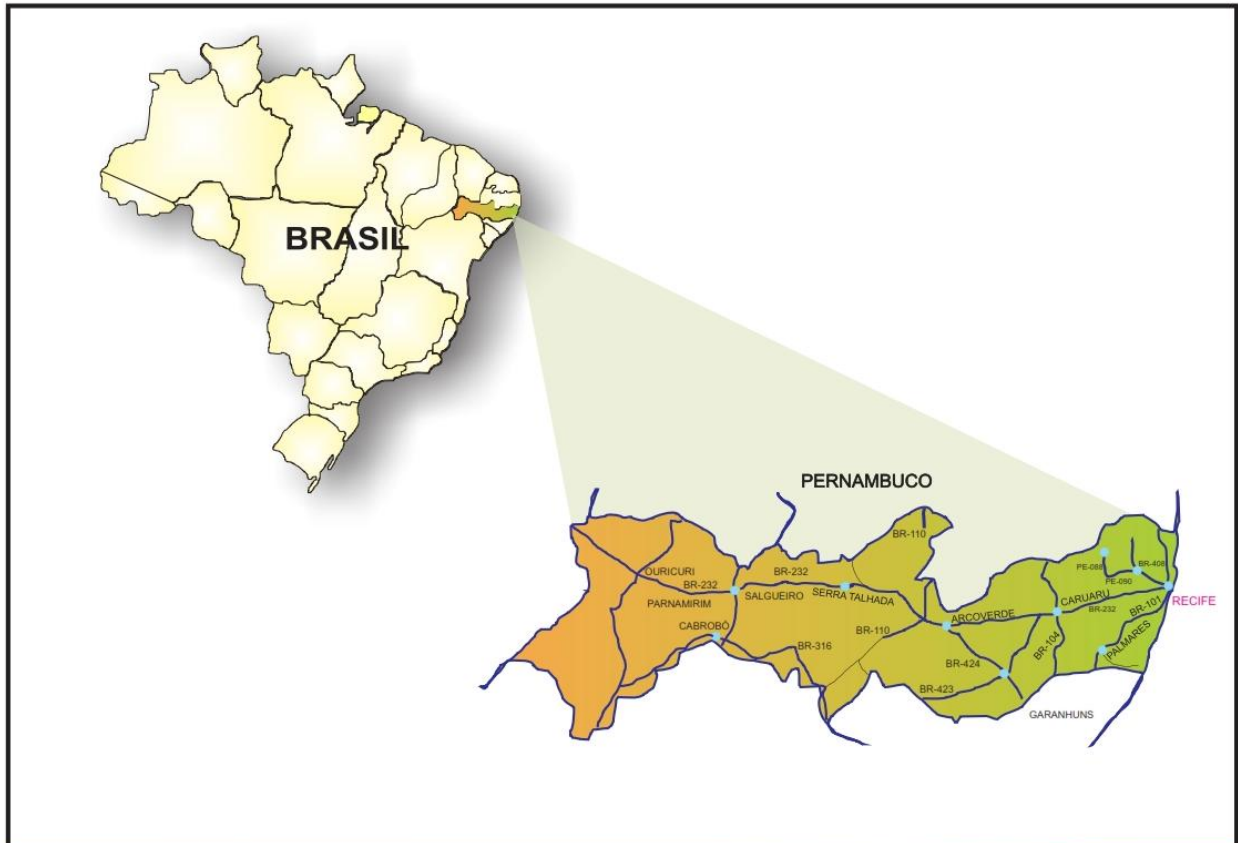 BRASIL
PERNAMBUCO
BR-110
PE-088
BR-408
OURICURI
BR-232
PE-090
BR-232
SALGUEIRO
SERRA TALHADA
CARUARU
RECIFE
PARNAMIRIM
BR-232
BR-101
ARCOVERDE
CABROBÓ
BR-110
PALMARES
BR-316
BR-104
BR-424
BR-423
GARANHUNS